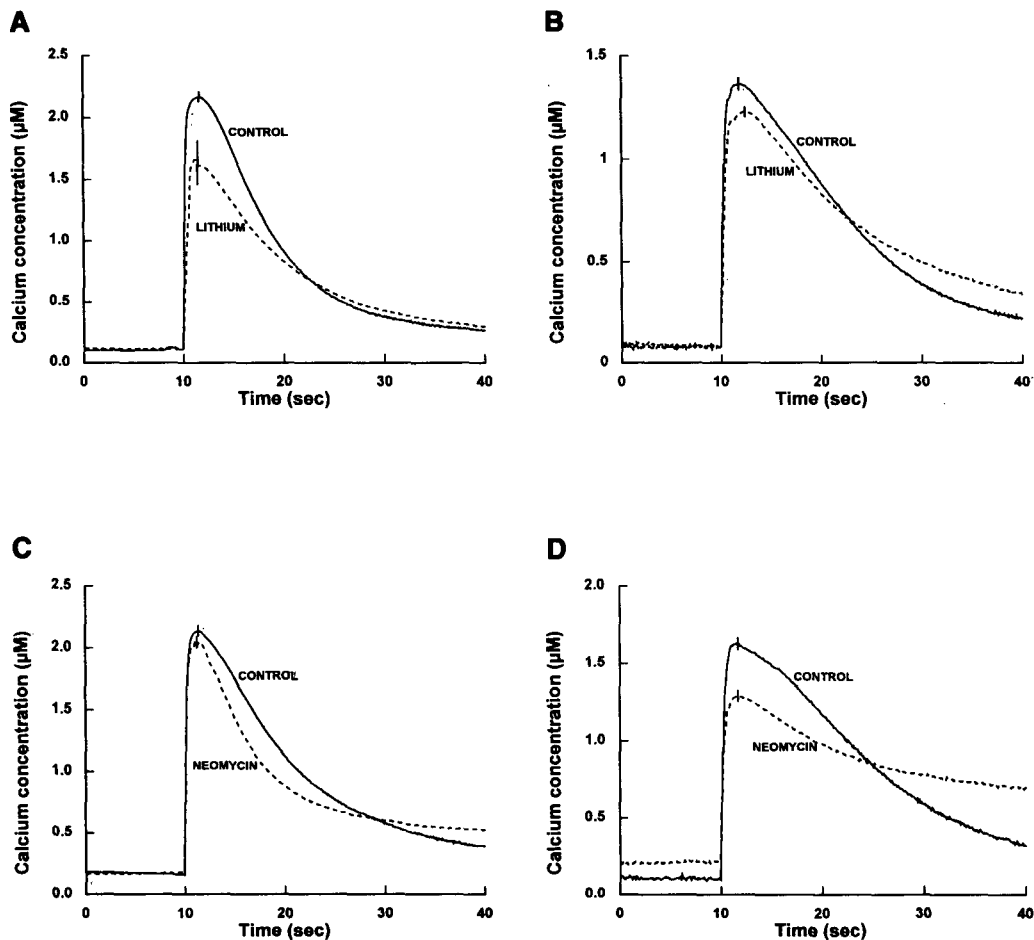 A
Calcium concentration (µM)
2.5
2.0
1.5
1.0
0.5
0.0
CONTROL
LITHIUM
0 10 20 30 40
Time (sec)
B
Calcium concentration (µM)
1.5
1
0.5
0
CONTROL
LITHIUM
0 10 20 30 40
Time (sec)
C
Calcium concentration (µM)
2.5
2.0
1.5
1.0
0.5
0.0
CONTROL
NEOMYCIN
0 10 20 30 40
Time (sec)
D
Calcium concentration (µM)
2.0
1.5
1.0
0.5
0.0
CONTROL
NEOMYCIN
0 10 20 30 40
Time (sec)